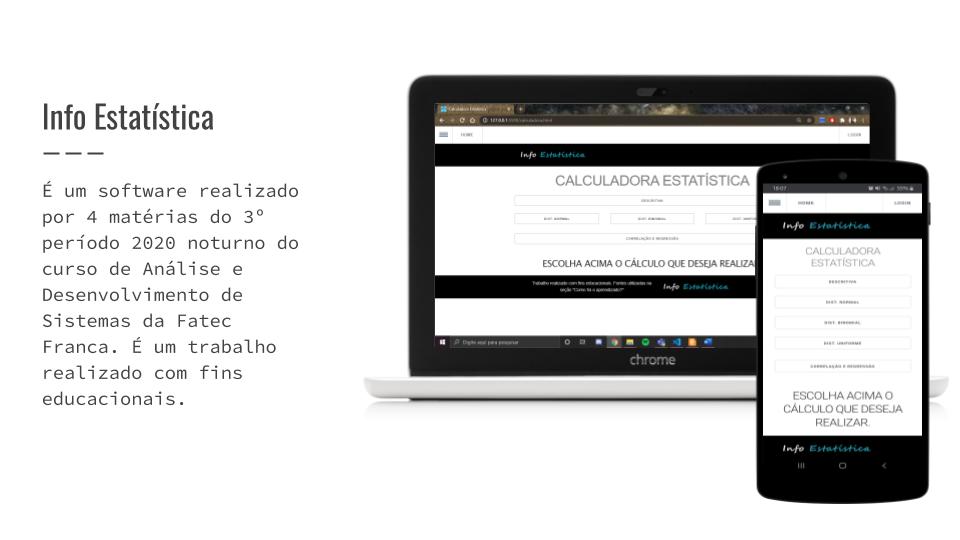 Info Estatística
É um software realizado
por 4 matérias do 3º
período 2020 noturno do
curso de Análise e
Desenvolvimento de
Sistemas da Fatec
Franca. É um trabalho
realizado com fins
educacionais.
Calculadora Estatística
HOME
LOGIN
Info Estatística
CALCULADORA ESTATÍSTICA
DESCRITIVA
DIST. NORMAL
DIST. BINOMIAL
CORRELAÇÃO E REGRESSÃO
ESCOLHA ACIMA O CÁLCULO QUE DESEJA
Trabalho realizado com fins educacionais. Fontes utilizadas na
seção "Como foi o aprendizado?"
Info Estatística
Digite aqui para pesquisar
chrome
16:07
HOME
LOGIN
Info Estatística
CALCULADORA
ESTATÍSTICA
DESCRITIVA
DIST. NORMAL
DIST. BINOMIAL
DIST. UNIFORME
CORRELAÇÃO E REGRESSÃO
ESCOLHA ACIMA O
CÁLCULO QUE DESEJA
REALIZAR.
Info Estatística